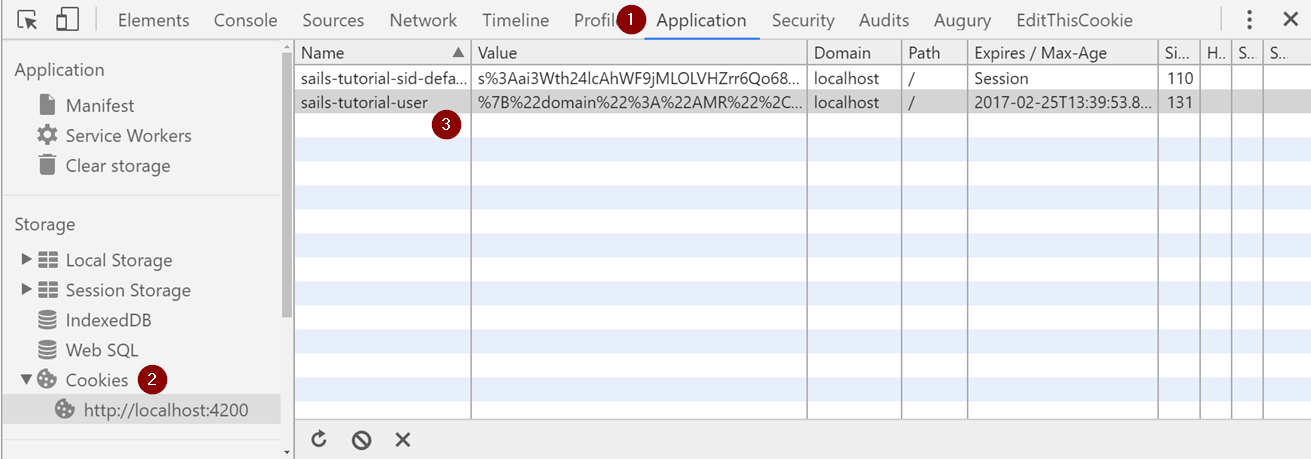 Elements Console Sources Network Timeline Profile 1 Application Security Audits Augury EditThisCookie
Application
Manifest
Service Workers
Clear storage
Storage
Local Storage
Session Storage
IndexedDB
Web SQL
Cookies 2
http://localhost:4200
Name Value Domain Path Expires / Max-Age Si... H.. S.. S..
sails-tutorial-sid-defa... s%3Aai3Wth24lcAhWF9jMLOLVHZrr6Qo68... localhost / Session 110
sails-tutorial-user %7B%22domain%22%3A%22AMR%22%2C... localhost / 2017-02-25T13:39:53.8... 131
3